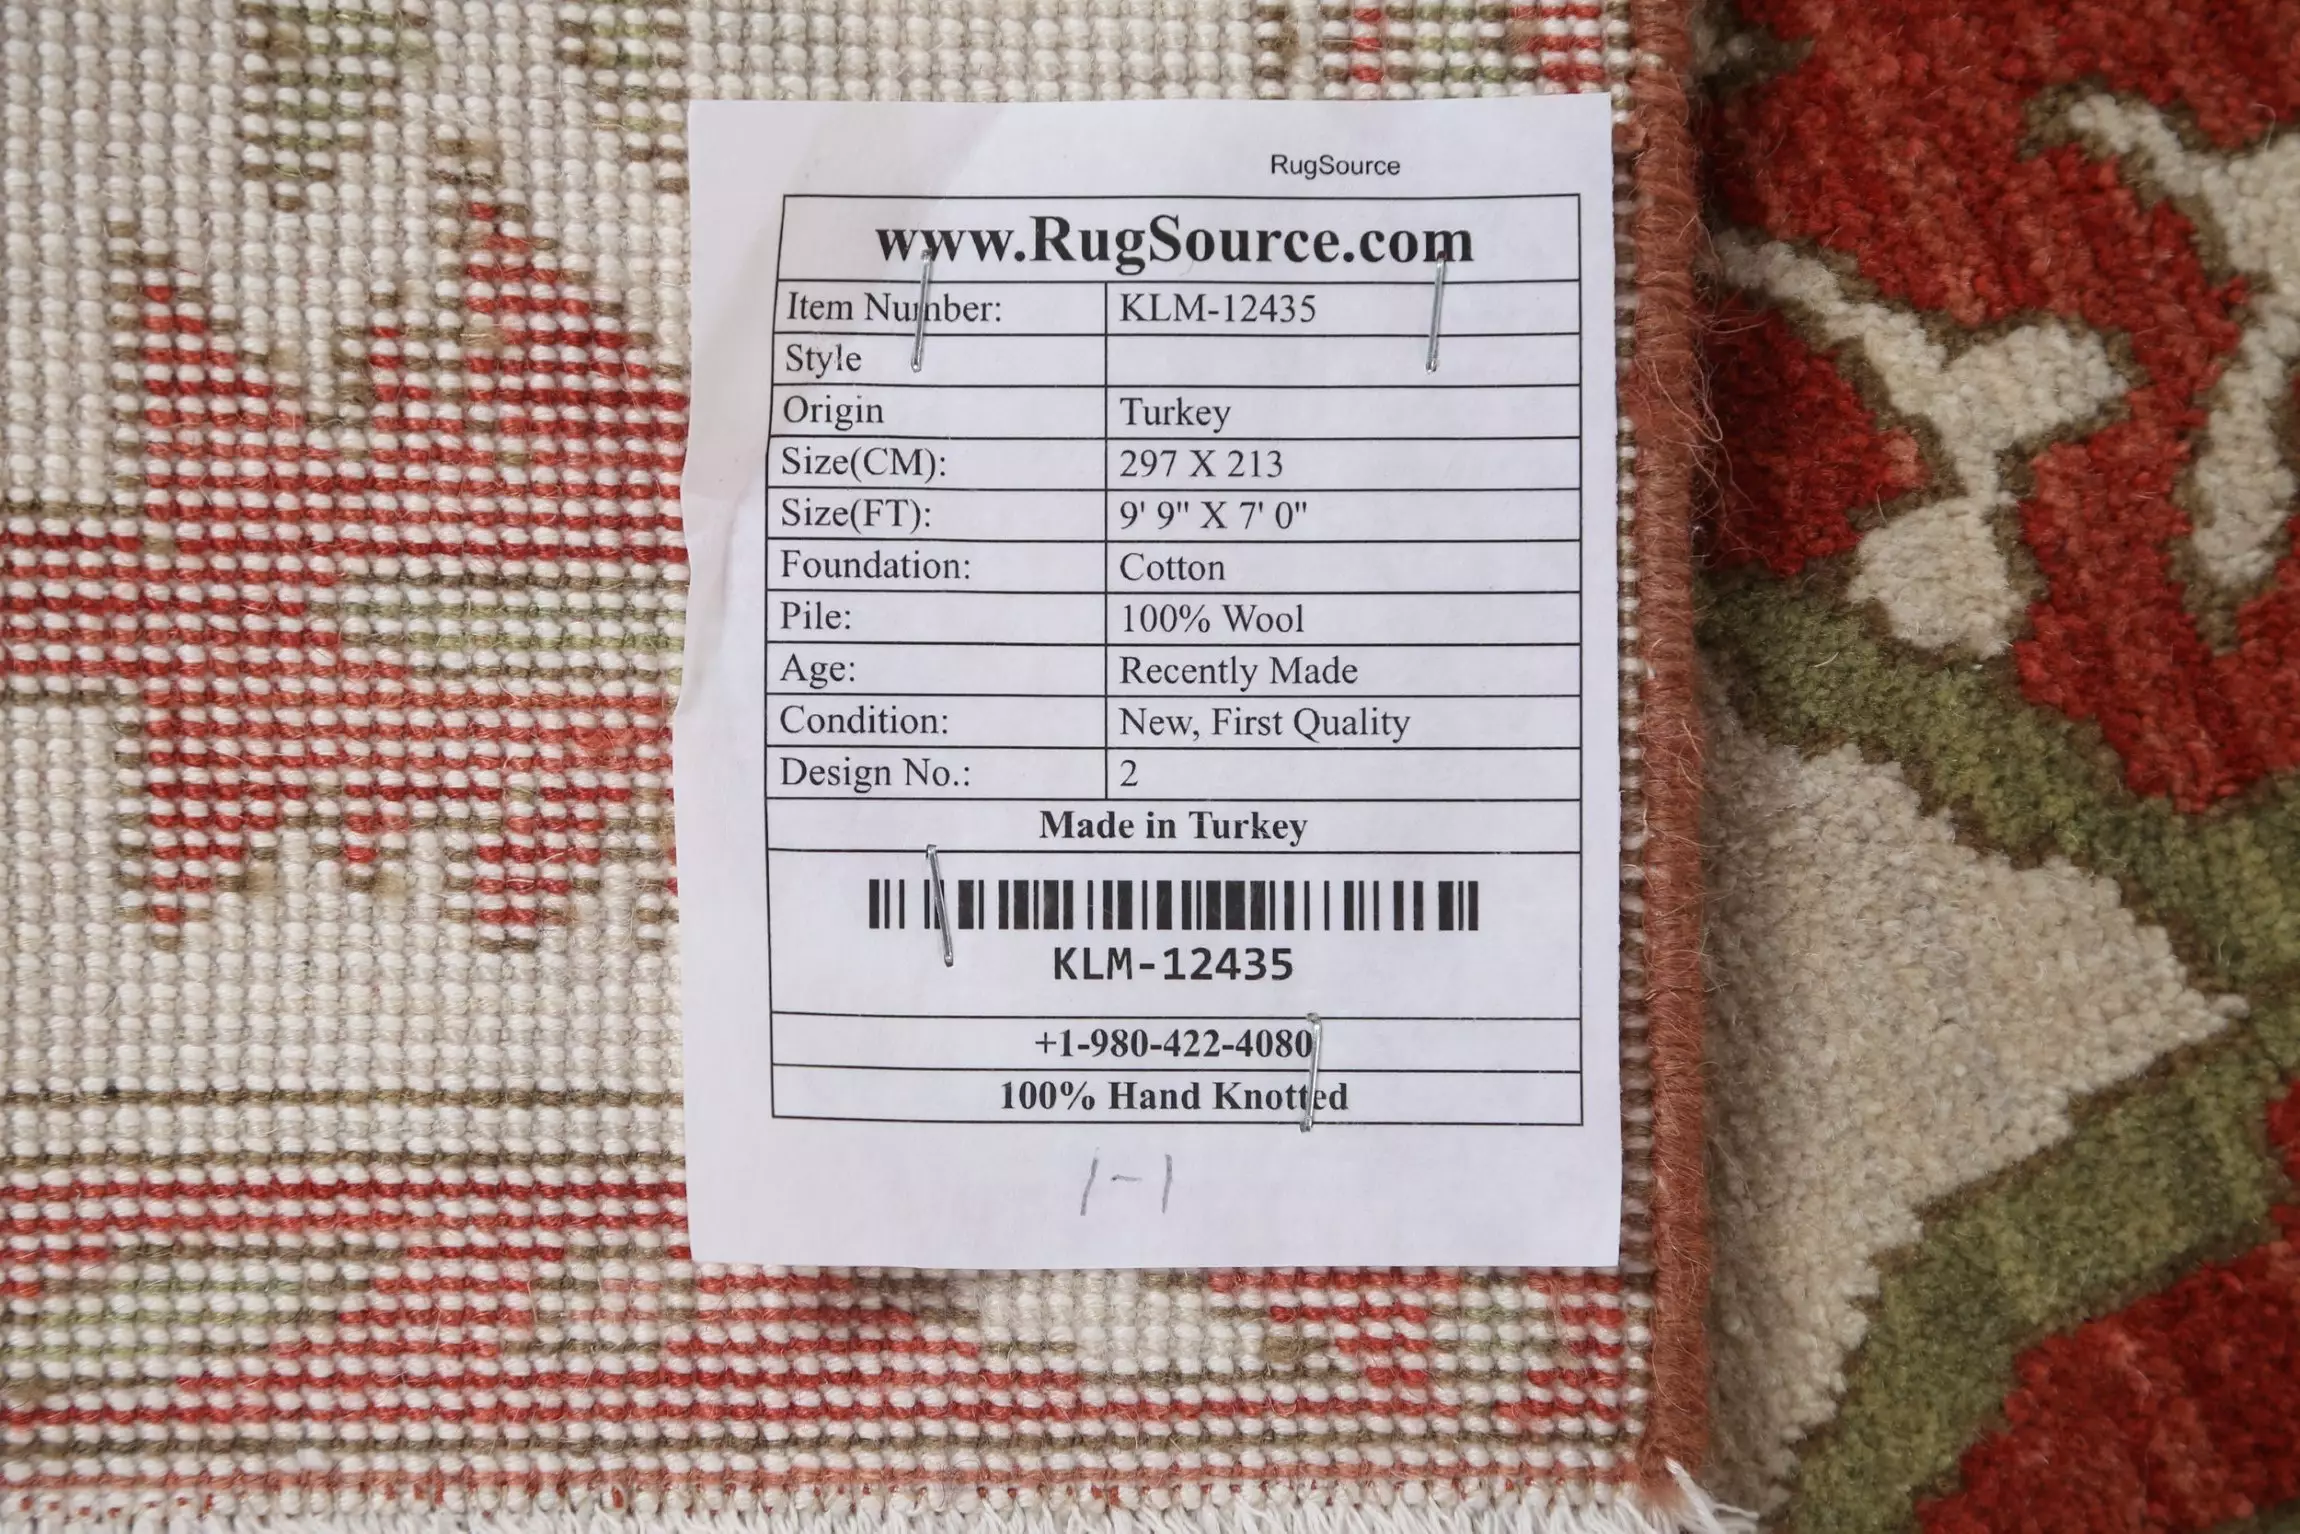 RugSource
www.RugSource.com
Item Number: KLM-12435
Style
Origin Turkey
Size(CM): 297 X 213
Size(FT): 9' 9" X 7' 0"
Foundation: Cotton
Pile: 100% Wool
Age: Recently Made
Condition: New, First Quality
Design No.: 2
Made in Turkey
KLM-12435
+1-980-422-4080
100% Hand Knotted
1-1